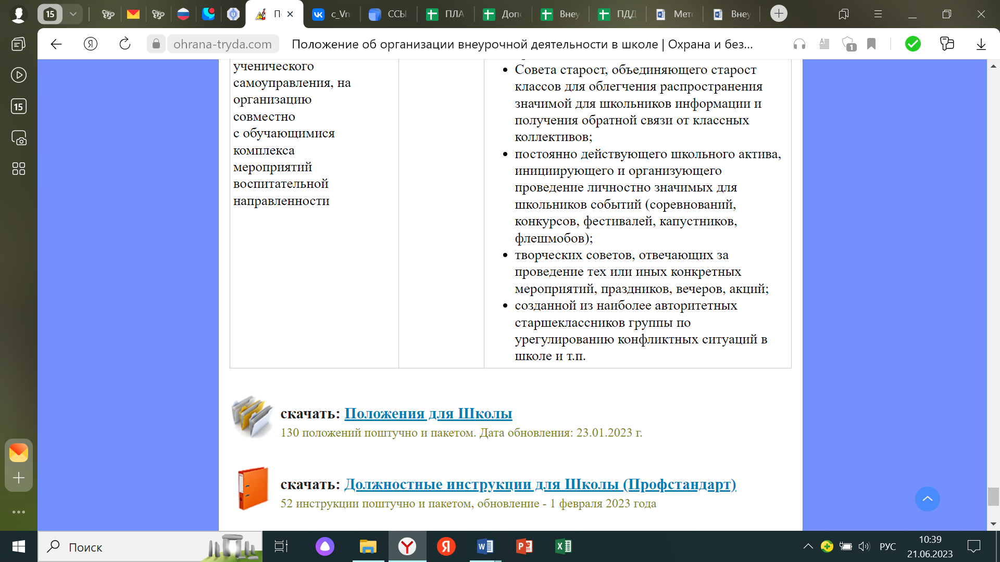 15
П
с_Vn
ССЫ
ПЛА
Допо
Внеу
ПДД
Мето
Внеу
ohrana-tryda.com
Положение об организации внеурочной деятельности в школе | Охрана и без...
1
15
ученического
самоуправления, на
организацию
совместно
с обучающимися
комплекса
мероприятий
воспитательной
направленности
Совета старост, объединяющего старост
классов для облегчения распространения
значимой для школьников информации и
получения обратной связи от классных
коллективов;
постоянно действующего школьного актива,
инициирующего и организующего
проведение личностно значимых для
школьников событий (соревнований,
конкурсов, фестивалей, капустников,
флешмобов);
творческих советов, отвечающих за
проведение тех или иных конкретных
мероприятий, праздников, вечеров, акций;
созданной из наиболее авторитетных
старшеклассников группы по
урегулированию конфликтных ситуаций в
школе и т.п.
скачать: Положения для Школы
130 положений поштучно и пакетом. Дата обновления: 23.01.2023 г.
скачать: Должностные инструкции для Школы (Профстандарт)
52 инструкции поштучно и пакетом, обновление - 1 февраля 2023 года
Поиск
РУС
10:39
21.06.2023